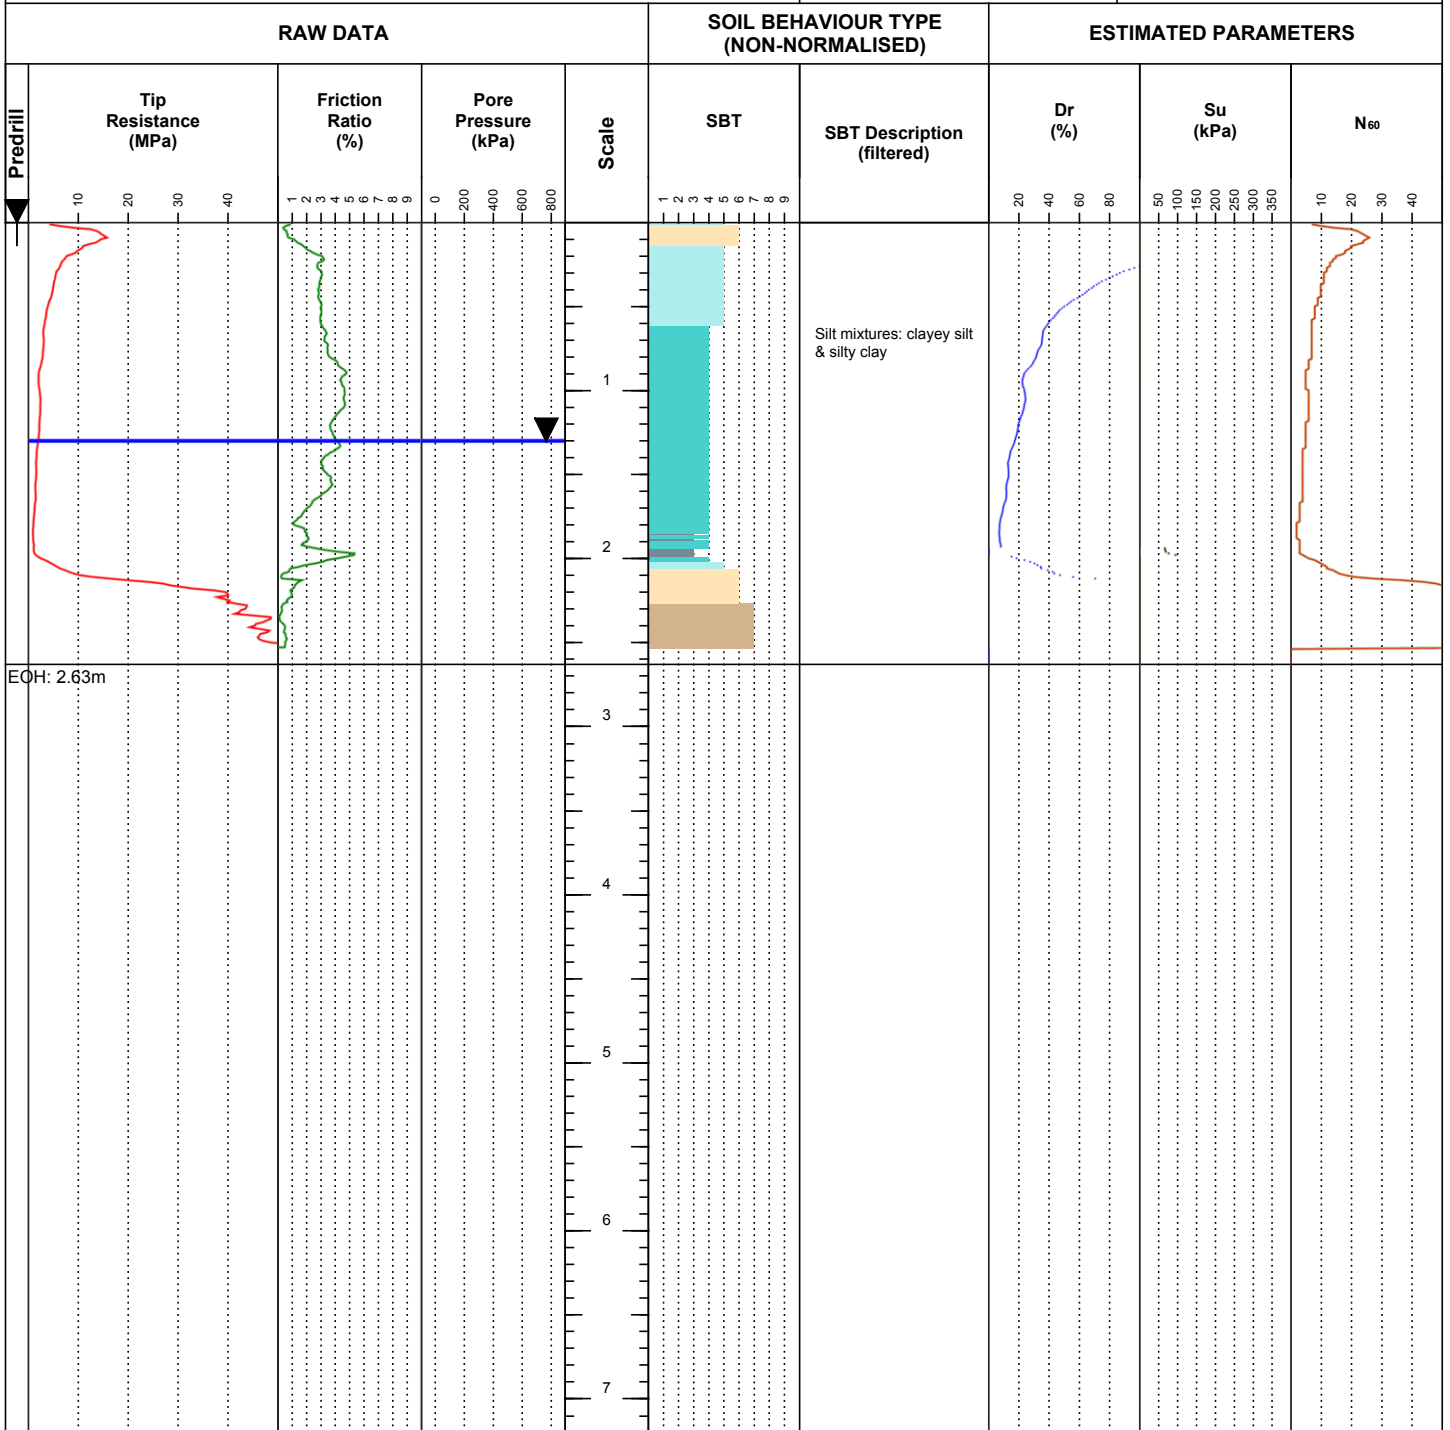 RAW DATA
SOIL BEHAVIOUR TYPE
(NON-NORMALISED)
ESTIMATED PARAMETERS
Predrill
Tip
Resistance
(MPa)
Friction
Ratio
(%)
Pore
Pressure
(kPa)
Scale
SBT
SBT Description
(filtered)
Dr
(%)
Su
(kPa)
N60
10 20 30 40
1 2 3 4 5 6 7 8 9
0 200 400 600 800
1 2 3 4 5 6 7 8 9
20 40 60 80
50 100 150 200 250 300 350
10 20 30 40
Silt mixtures: clayey silt
& silty clay
1
2
EOH: 2.63m
3
4
5
6
7